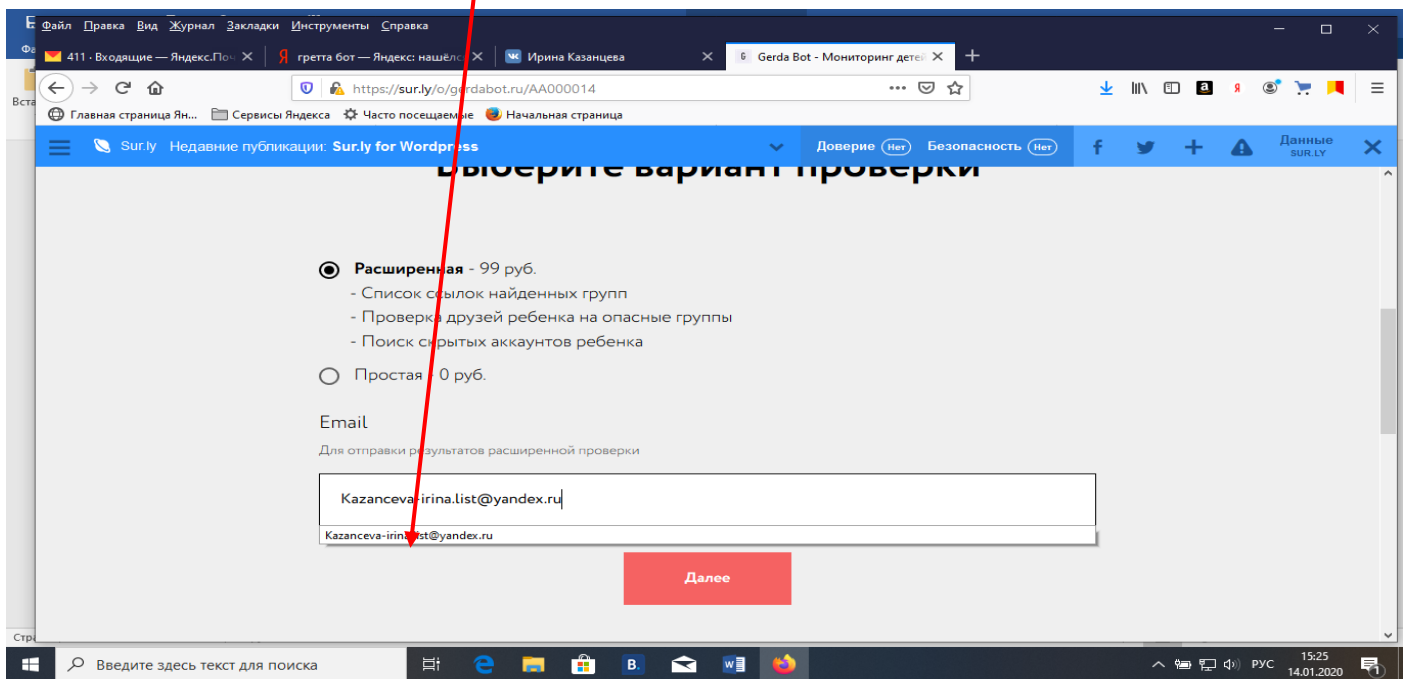 Файл Правка Вид Журнал Закладки Инструменты Справка
411 · Входящие — Яндекс.Поч
гретта бот — Яндекс: нашёлс
Ирина Казанцева
Gerda Bot - Мониторинг детей
https://sur.ly/o/gerdabot.ru/AA000014
Главная страница Ян... Сервисы Яндекса Часто посещаемые Начальная страница
Sur.ly Недавние публикации: Sur.ly for Wordpress
Доверие (Нет) Безопасность (Нет)
Данные
SUR.LY
Выберите вариант проверки
Расширенная - 99 руб.
- Список ссылок найденных групп
- Проверка друзей ребенка на опасные группы
- Поиск скрытых аккаунтов ребенка
Простая - 0 руб.
Email
Для отправки результатов расширенной проверки
Kazanceva-irina.list@yandex.ru
Kazanceva-irina.list@yandex.ru
Далее
Введите здесь текст для поиска
РУС
15:25
14.01.2020